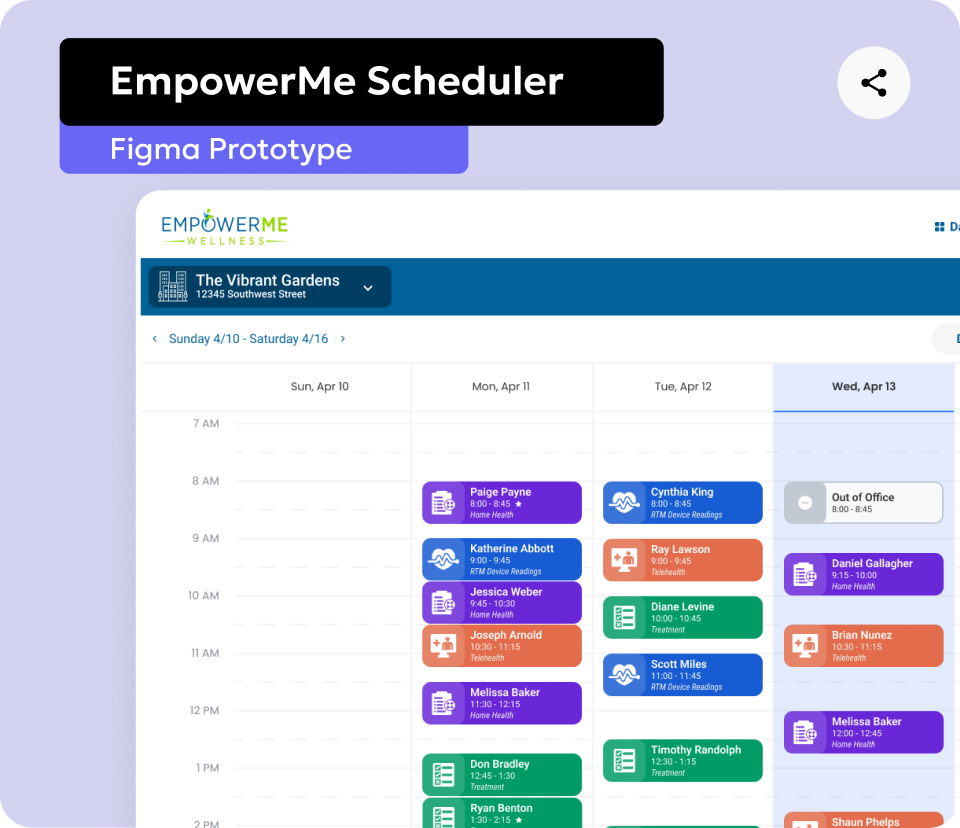 EmpowerMe Scheduler
Figma Prototype
EMPOWERME
WELLNESS
The Vibrant Gardens
12345 Southwest Street
Sunday 4/10 - Saturday 4/16
Sun, Apr 10
Mon, Apr 11
Tue, Apr 12
Wed, Apr 13
7 AM
8 AM
9 AM
10 AM
11 AM
12 PM
1 PM
2 PM
Paige Payne
8:00 - 8:45 ★
Home Health
Katherine Abbott
9:00 - 9:45
RTM Device Readings
Jessica Weber
9:45 - 10:30
Home Health
Joseph Arnold
10:30 - 11:15
Telehealth
Melissa Baker
11:30 - 12:15
Home Health
Don Bradley
12:45 - 1:30
Treatment
Ryan Benton
1:30 - 2:15 ★
Cynthia King
8:00 - 8:45
RTM Device Readings
Ray Lawson
9:00 - 9:45
Telehealth
Diane Levine
10:00 - 10:45
Treatment
Scott Miles
11:00 - 11:45
RTM Device Readings
Timothy Randolph
12:30 - 1:15
Treatment
Out of Office
8:00 - 8:45
Daniel Gallagher
9:15 - 10:00
Home Health
Brian Nunez
10:30 - 11:15
Telehealth
Melissa Baker
12:00 - 12:45
Home Health
Shaun Phelps